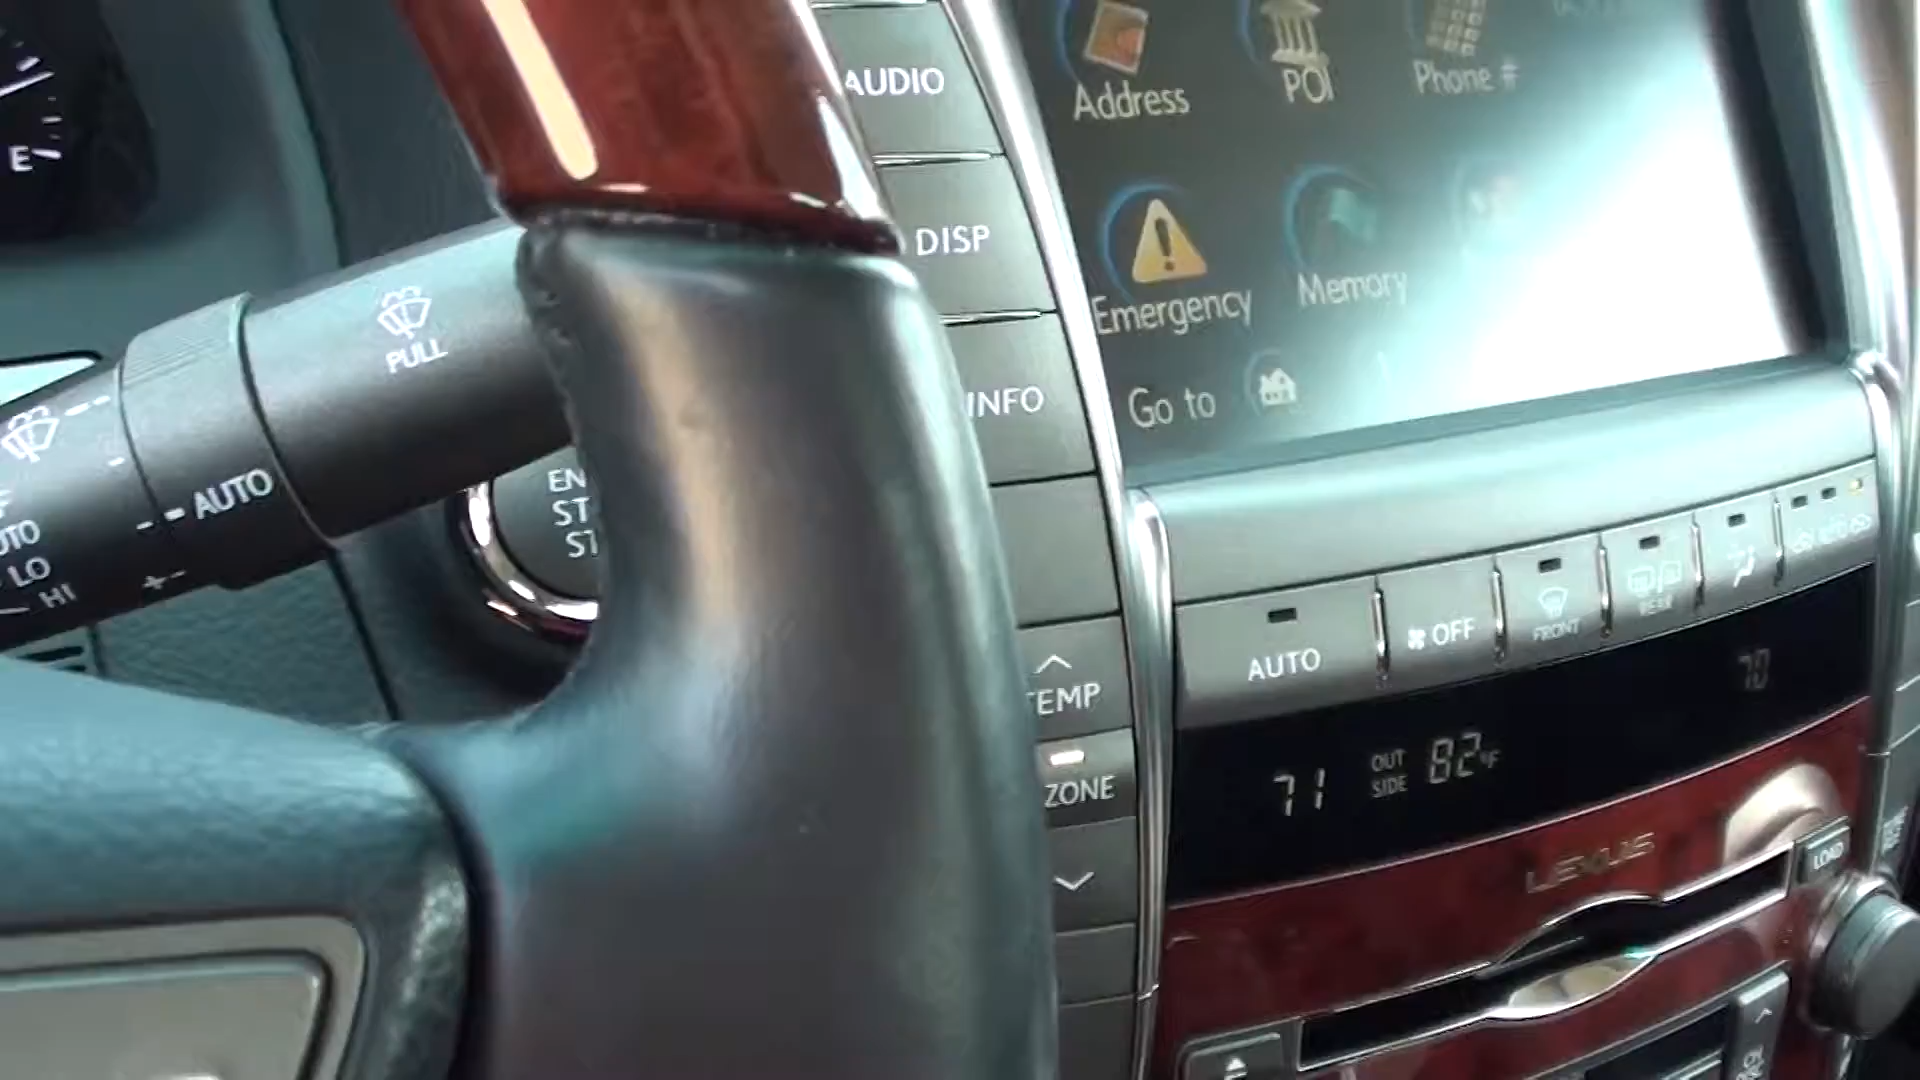 E
PULL
AUTO
LO
HI
AUDIO
DISP
INFO
TEMP
ZONE
Address
POI
Phone #
Emergency
Memory
Go to
AUTO
OFF
FRONT
REAR
70
71
OUT
SIDE
82°F
LEXUS
LOAD